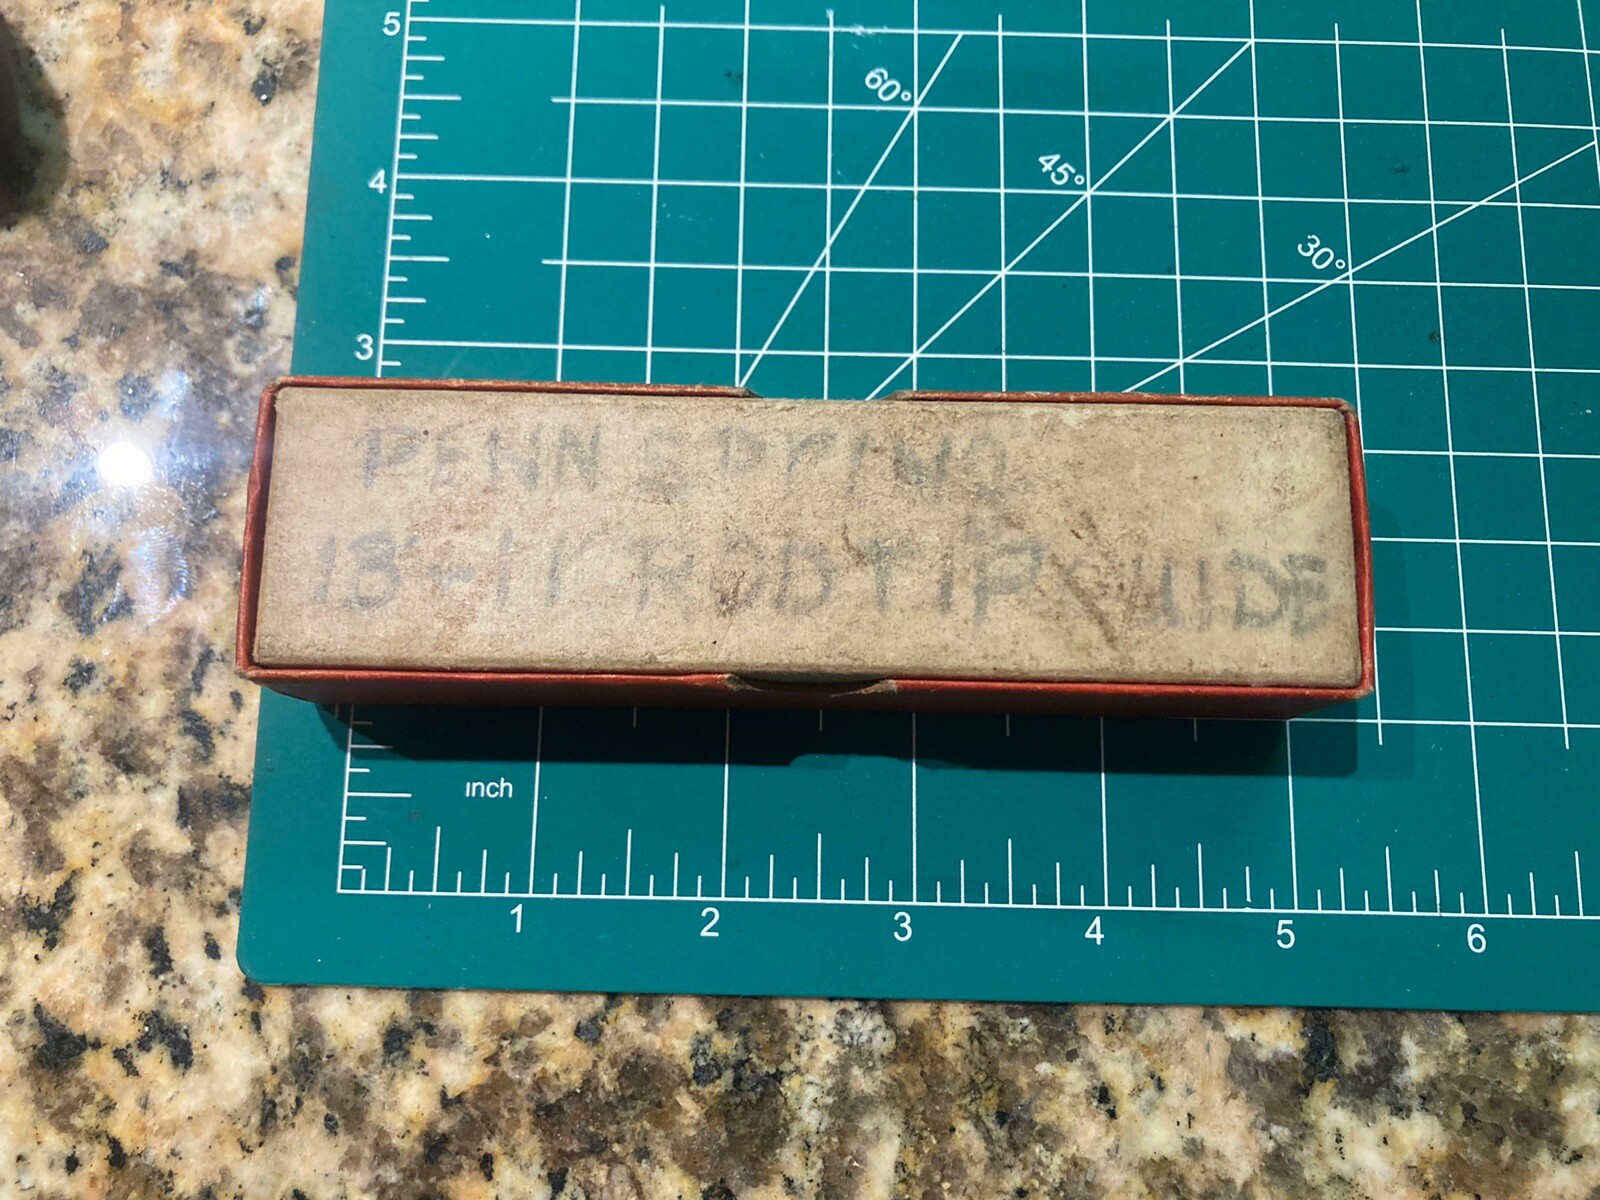 5
60°
45°
4
30°
3
PENN
ROD TIP GUIDE
inch
1 2 3 4 5 6